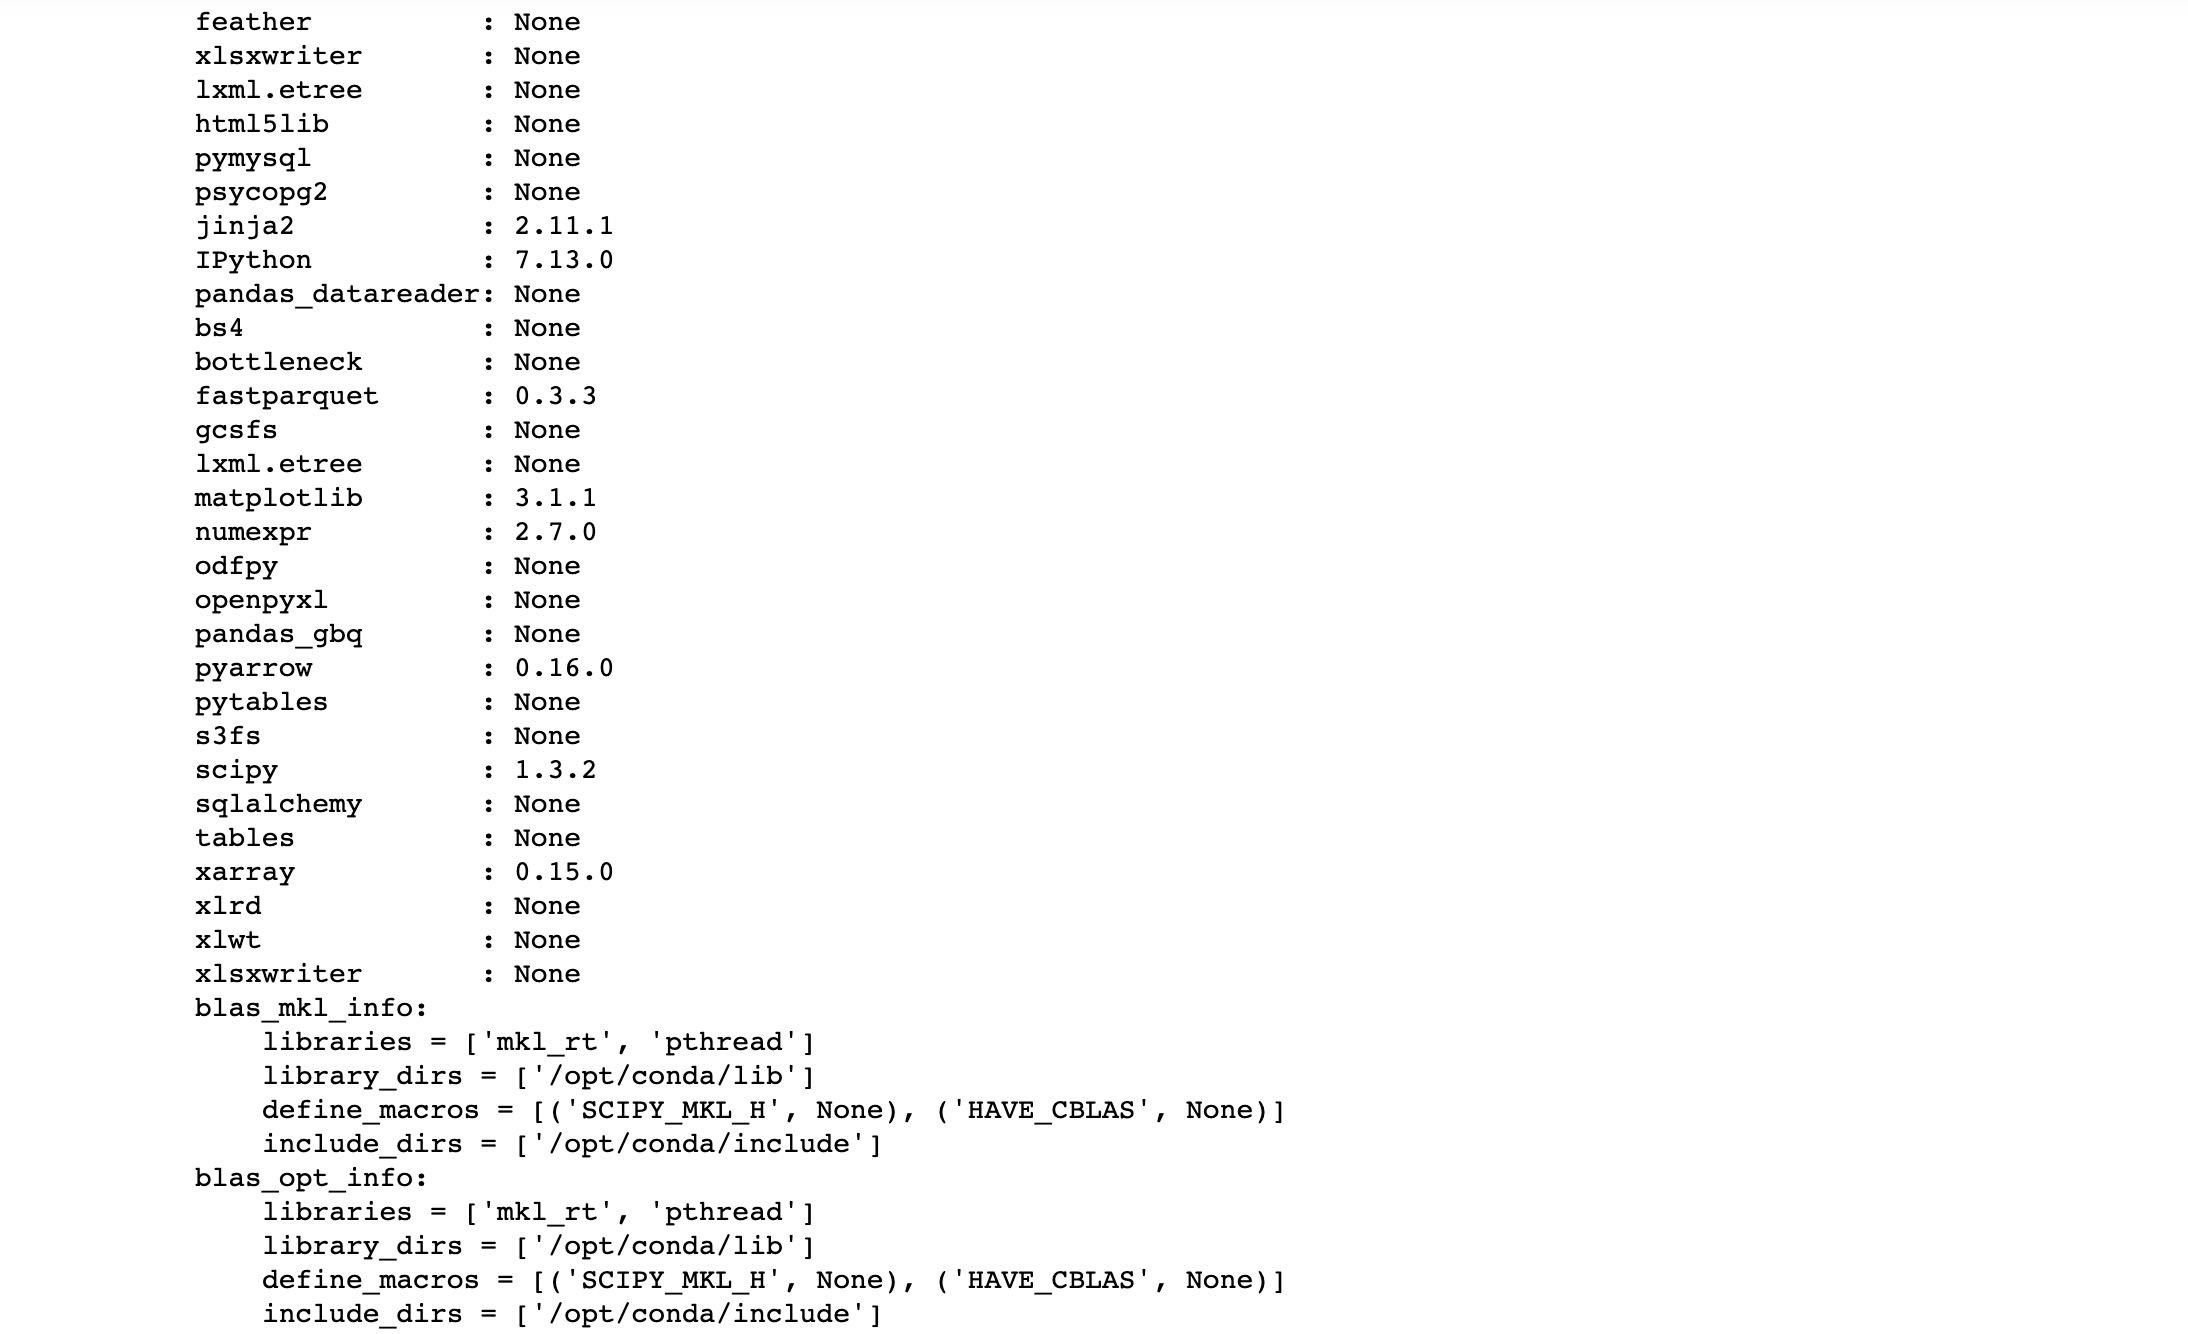 feather          : None
xlsxwriter       : None
lxml.etree       : None
html5lib         : None
pymysql          : None
psycopg2         : None
jinja2           : 2.11.1
IPython          : 7.13.0
pandas_datareader: None
bs4              : None
bottleneck       : None
fastparquet      : 0.3.3
gcsfs            : None
lxml.etree       : None
matplotlib       : 3.1.1
numexpr          : 2.7.0
odfpy            : None
openpyxl         : None
pandas_gbq       : None
pyarrow          : 0.16.0
pytables         : None
s3fs             : None
scipy            : 1.3.2
sqlalchemy       : None
tables           : None
xarray           : 0.15.0
xlrd             : None
xlwt             : None
xlsxwriter       : None
blas_mkl_info:
    libraries = ['mkl_rt', 'pthread']
    library_dirs = ['/opt/conda/lib']
    define_macros = [('SCIPY_MKL_H', None), ('HAVE_CBLAS', None)]
    include_dirs = ['/opt/conda/include']
blas_opt_info:
    libraries = ['mkl_rt', 'pthread']
    library_dirs = ['/opt/conda/lib']
    define_macros = [('SCIPY_MKL_H', None), ('HAVE_CBLAS', None)]
    include_dirs = ['/opt/conda/include']